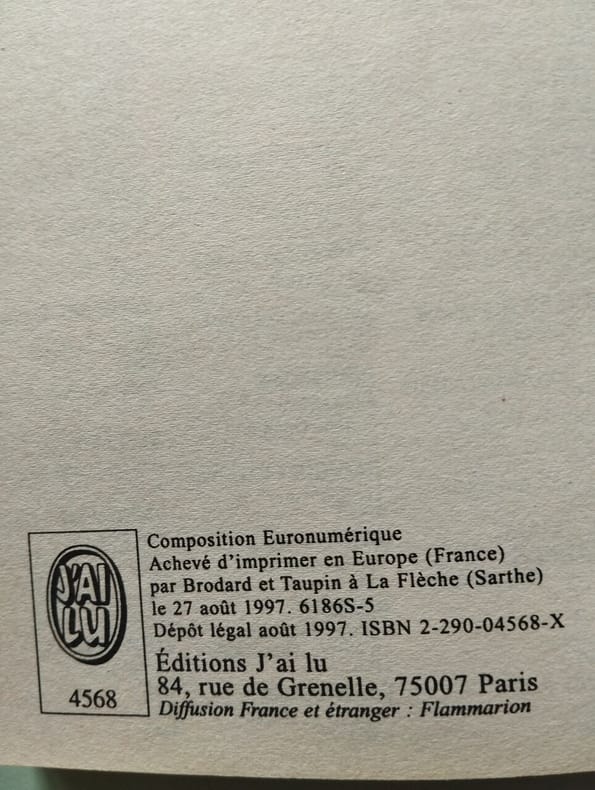 J'AI
LU
4568
Composition Euronumérique
Achevé d'imprimer en Europe (France)
par Brodard et Taupin à La Flèche (Sarthe)
le 27 août 1997. 6186S-5
Dépôt légal août 1997. ISBN 2-290-04568-X
Éditions J'ai lu
84, rue de Grenelle, 75007 Paris
Diffusion France et étranger : Flammarion